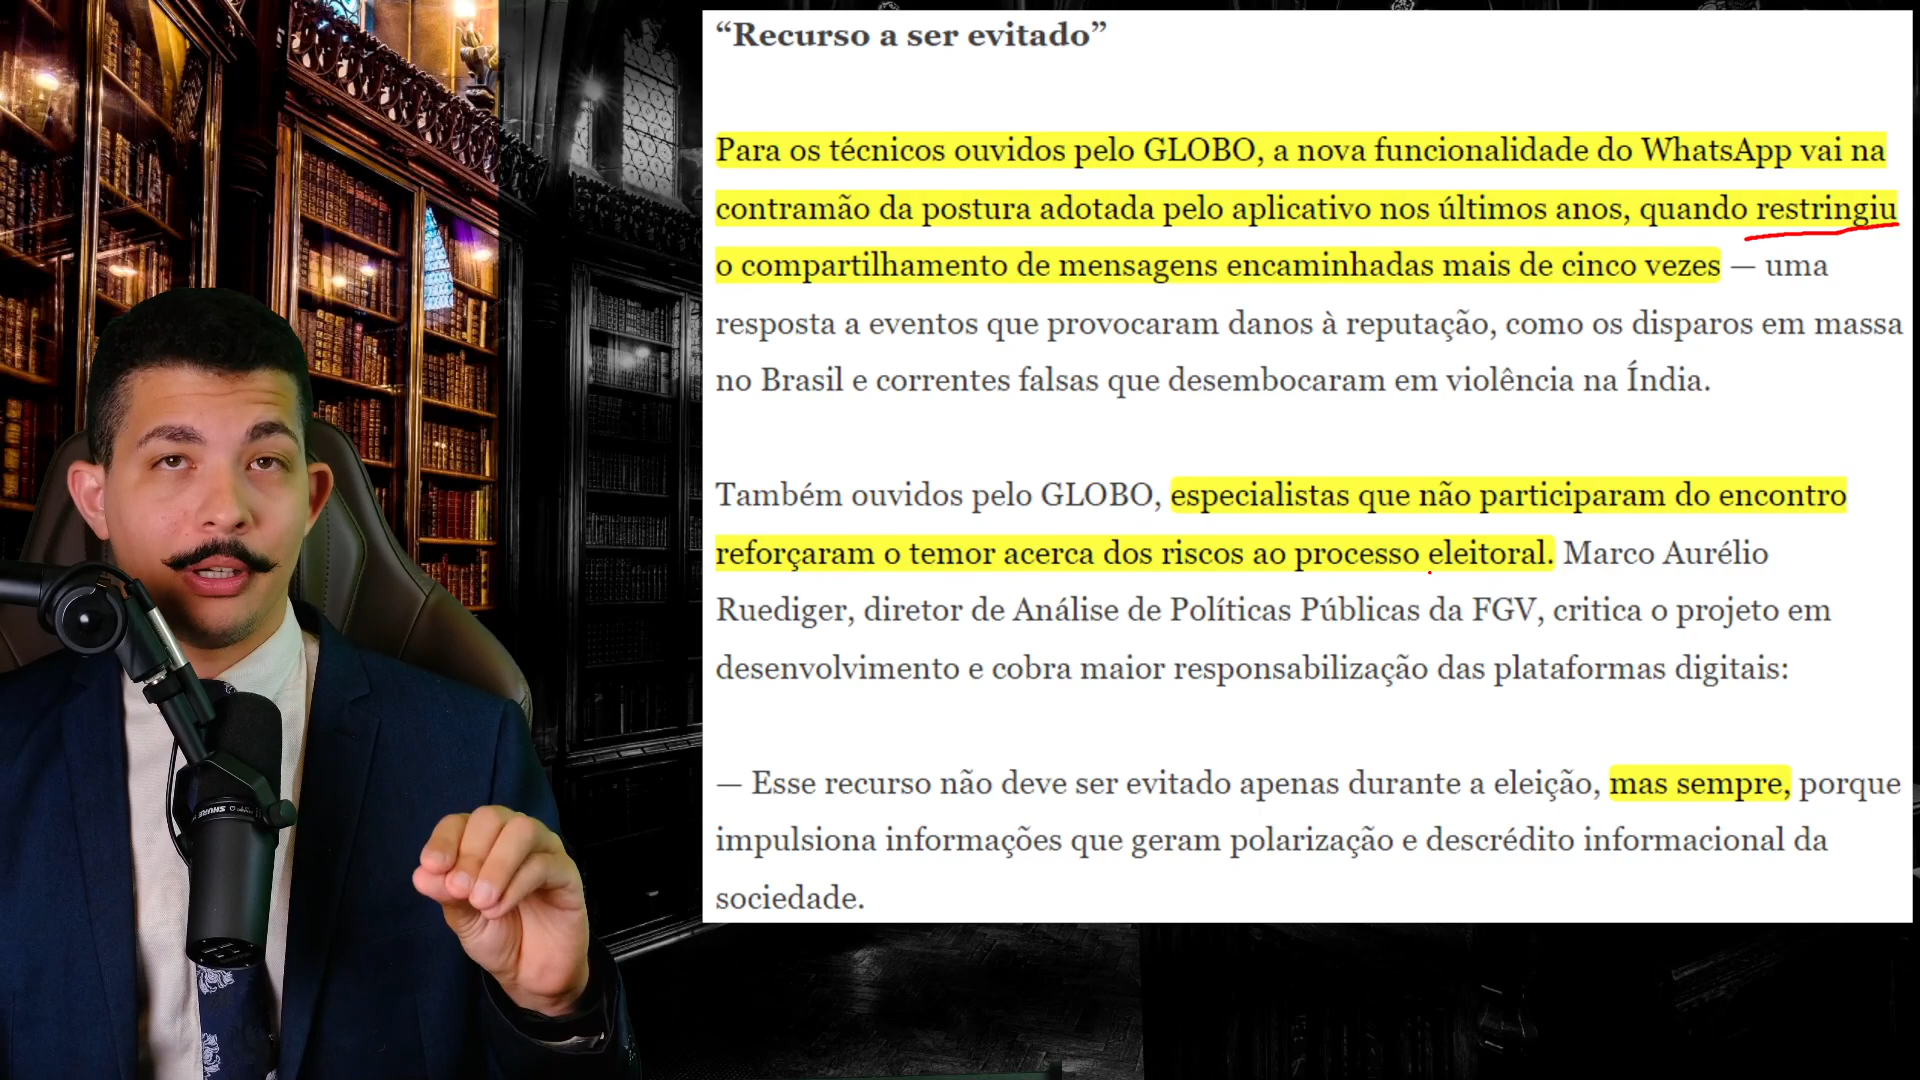 “Recurso a ser evitado”
Para os técnicos ouvidos pelo GLOBO, a nova funcionalidade do WhatsApp vai na
contramão da postura adotada pelo aplicativo nos últimos anos, quando restringiu
o compartilhamento de mensagens encaminhadas mais de cinco vezes — uma
resposta a eventos que provocaram danos à reputação, como os disparos em massa
no Brasil e correntes falsas que desembocaram em violência na Índia.
Também ouvidos pelo GLOBO, especialistas que não participaram do encontro
reforçaram o temor acerca dos riscos ao processo eleitoral. Marco Aurélio
Ruediger, diretor de Análise de Políticas Públicas da FGV, critica o projeto em
desenvolvimento e cobra maior responsabilização das plataformas digitais:
— Esse recurso não deve ser evitado apenas durante a eleição, mas sempre, porque
impulsiona informações que geram polarização e descrédito informacional da
sociedade.
SHURE